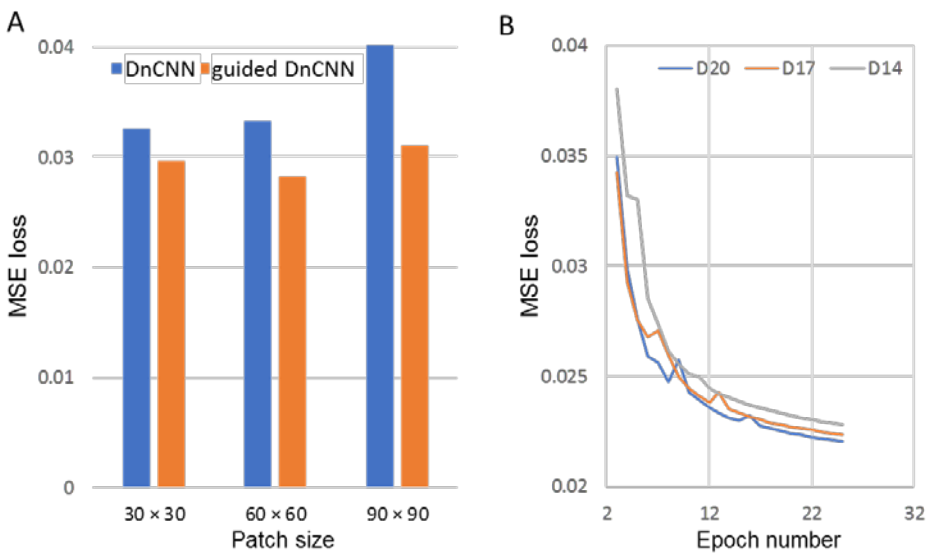 A
0.04
DnCNN guided DnCNN
0.03
0.02
0.01
0
MSE loss
30 × 30 60 × 60 90 × 90
Patch size
B
0.04
D20 D17 D14
0.035
0.03
0.025
0.02
MSE loss
2 12 22 32
Epoch number